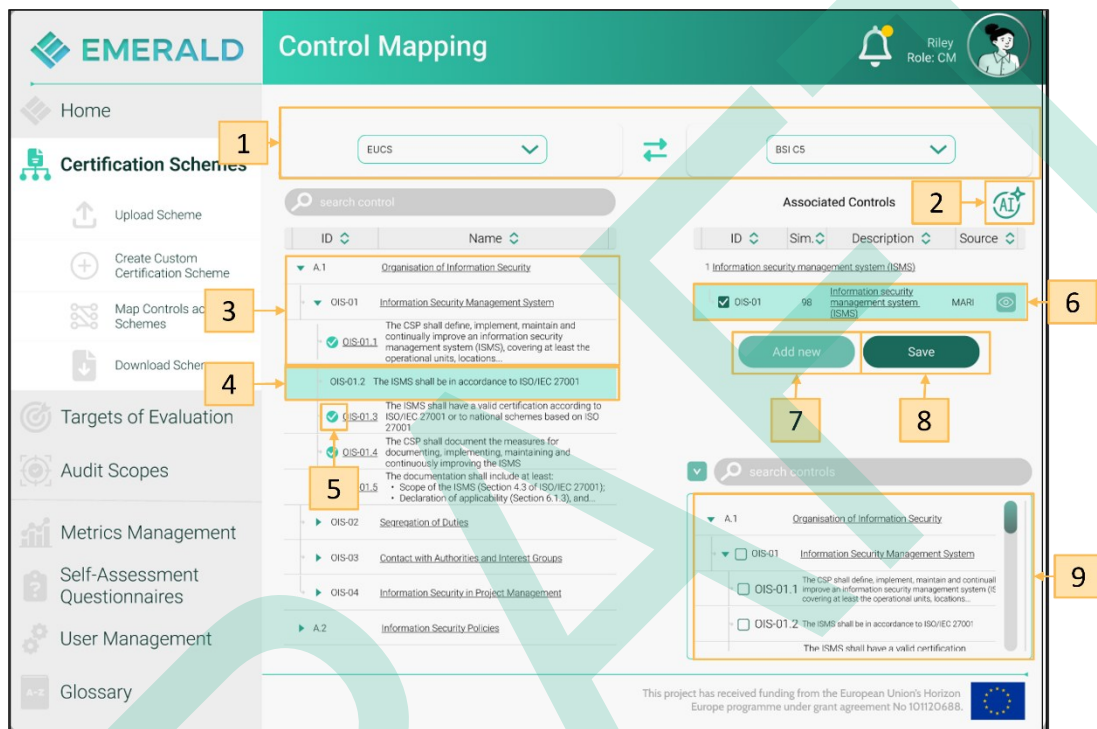 EMERALD
Control Mapping
Riley
Role: CM
Home
Certification Schemes
Upload Scheme
Create Custom
Certification Scheme
Map Controls ac
Schemes
Download Schem
Targets of Evaluation
Audit Scopes
Metrics Management
Self-Assessment
Questionnaires
User Management
Glossary
A-Z
1
EUCS
BSI C5
search control
Associated Controls
2
AI
ID
Name
ID
Sim.
Description
Source
3
A.1
Organisation of Information Security
OIS-01
Information Security Management System
OIS-01.1
The CSP shall define, implement, maintain and
continually improve an information security
management system (ISMS), covering at least the
operational units, locations...
4
OIS-01.2 The ISMS shall be in accordance to ISO/IEC 27001
OIS-01.3
The ISMS shall have a valid certification according to
ISO/IEC 27001 or to national schemes based on ISO
27001
OIS-01.4
The CSP shall document the measures for
documenting, implementing, maintaining and
continuously improving the ISMS
5
01.5
The documentation shall include at least:
• Scope of the ISMS (Section 4.3 of ISO/IEC 27001);
• Declaration of applicability (Section 6.1.3), and...
OIS-02
Segregation of Duties
OIS-03
Contact with Authorities and Interest Groups
OIS-04
Information Security in Project Management
A.2
Information Security Policies
1 Information security management system (ISMS)
OIS-01
98
Information security
management system
(ISMS)
MARI
6
Add new
Save
7
8
search controls
A.1
Organisation of Information Security
OIS-01
Information Security Management System
OIS-01.1
The CSP shall define, implement, maintain and continuall
improve an information security management system (IS
covering at least the operational units, locations...
OIS-01.2 The ISMS shall be in accordance to ISO/IEC 27001
The ISMS shall have a valid certification
9
This project has received funding from the European Union's Horizon
Europe programme under grant agreement No 101120688.